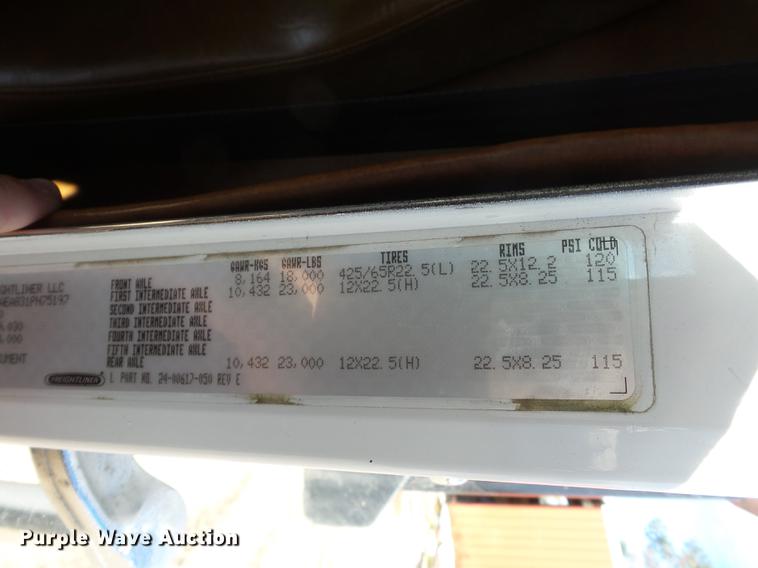 GAWR-KGS GAWR-LBS TIRES RIMS PSI COLD
FRONT AXLE 8,164 18,000 425/65R22.5(L) 22.5X12.2 120
FIRST INTERMEDIATE AXLE 10,432 23,000 12X22.5(H) 22.5X8.25 115
SECOND INTERMEDIATE AXLE
THIRD INTERMEDIATE AXLE
FOURTH INTERMEDIATE AXLE
FIFTH INTERMEDIATE AXLE
REAR AXLE 10,432 23,000 12X22.5(H) 22.5X8.25 115
GHTLINER LLC
.030
.000
UMENT
FREIGHTLINER L PART NO. 24-00617-050 REV E
Purple Wave Auction